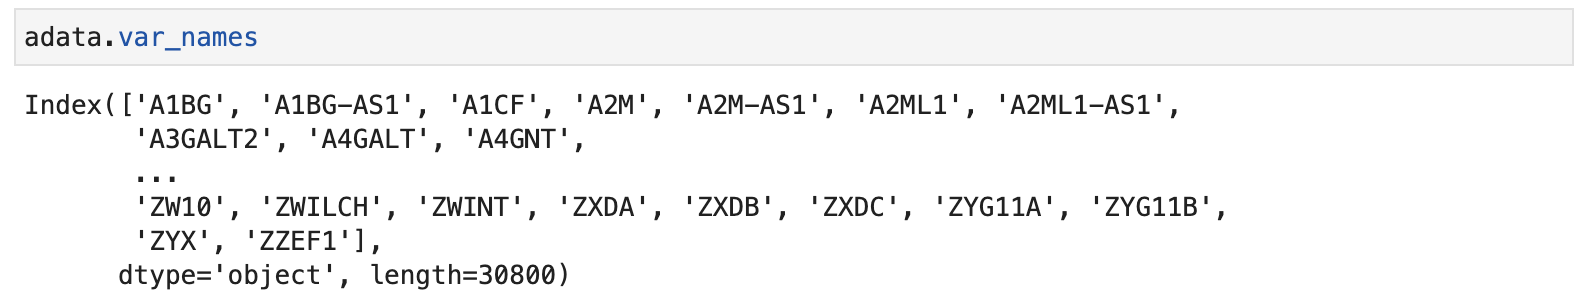 adata.var_names
Index(['A1BG', 'A1BG-AS1', 'A1CF', 'A2M', 'A2M-AS1', 'A2ML1', 'A2ML1-AS1',
       'A3GALT2', 'A4GALT', 'A4GNT',
       ...
       'ZW10', 'ZWILCH', 'ZWINT', 'ZXDA', 'ZXDB', 'ZXDC', 'ZYG11A', 'ZYG11B',
       'ZYX', 'ZZEF1'],
      dtype='object', length=30800)